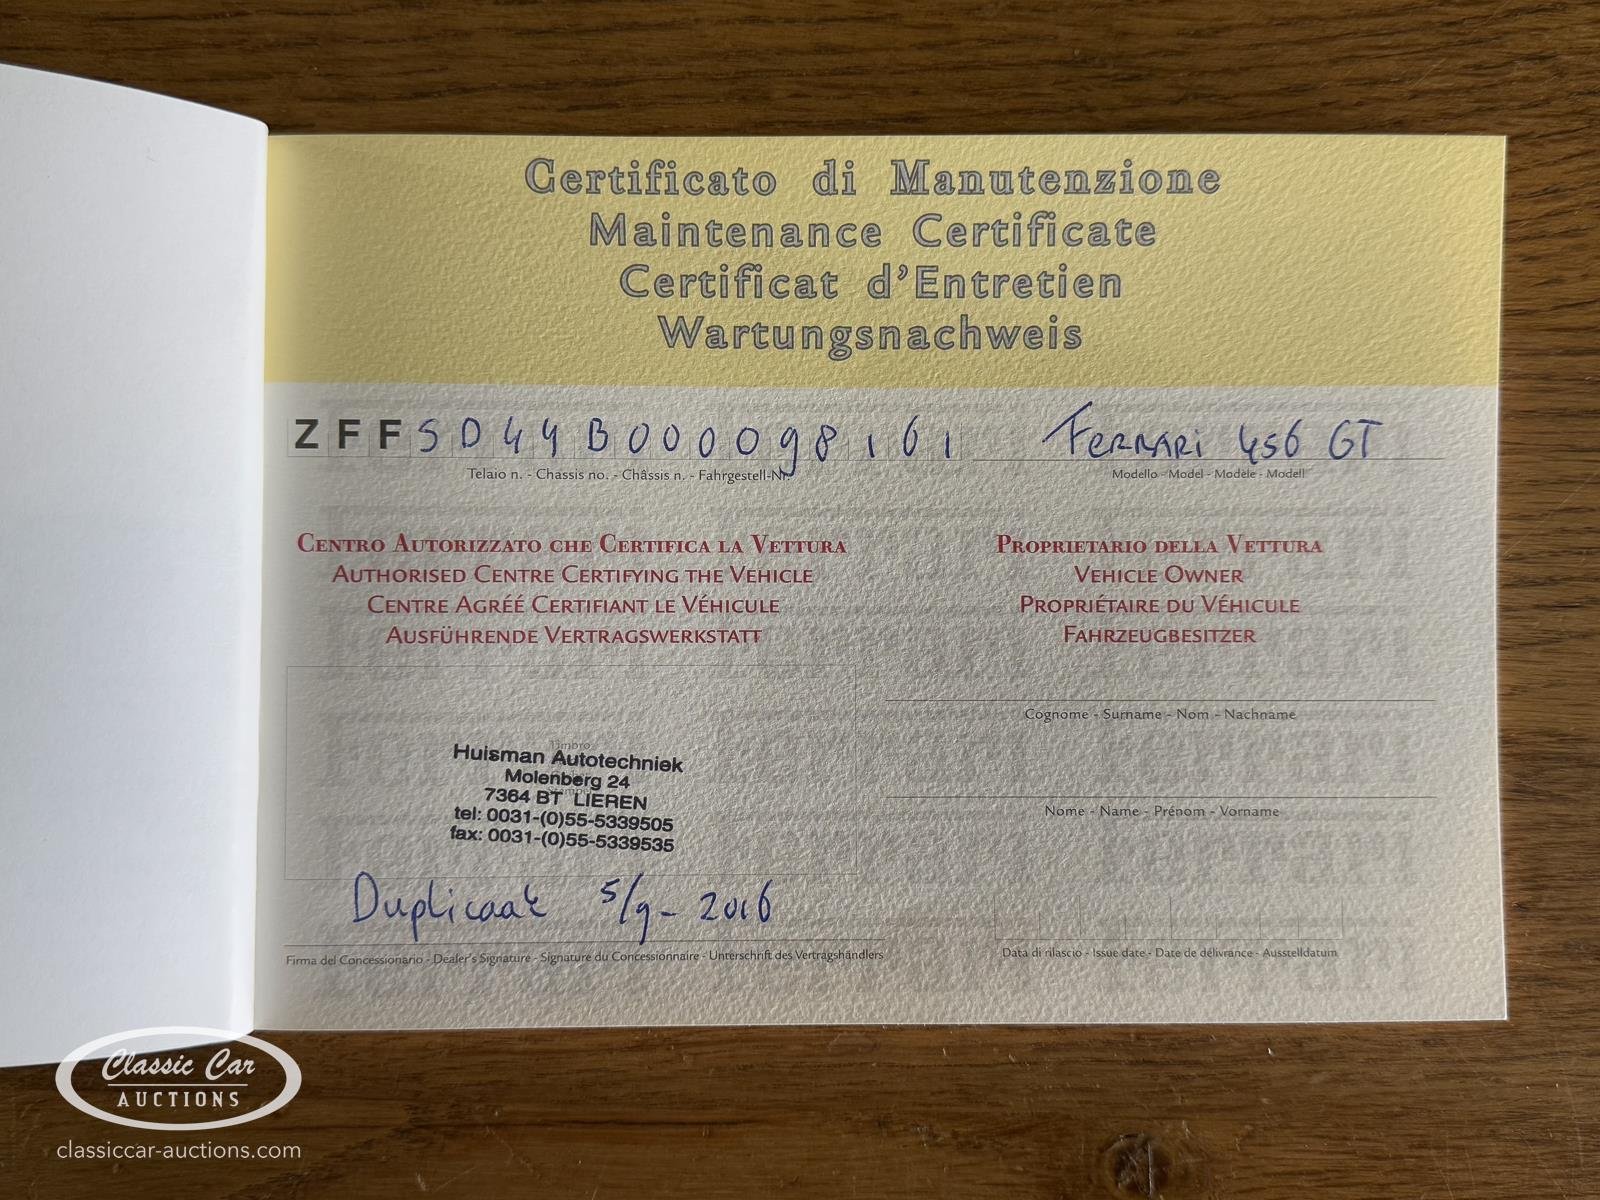 Certificato di Manutenzione
Maintenance Certificate
Certificat d'Entretien
Wartungsnachweis
ZFFSD44B000098161 Ferrari 456 GT
Telaio n. - Chassis no. - Châssis n. - Fahrgestell-Nr. Modello - Model - Modèle - Modell
Centro Autorizzato che Certifica la Vettura
Authorised Centre Certifying the Vehicle
Centre Agréé Certifiant le Véhicule
Ausführende Vertragswerkstatt
Proprietario della Vettura
Vehicle Owner
Propriétaire du Véhicule
Fahrzeugbesitzer
Timbro
Huisman Autotechniek
Molenberg 24
7364 BT LIEREN
tel: 0031-(0)55-5339505
fax: 0031-(0)55-5339535
Duplicaat 5/9-2016
Firma del Concessionario - Dealer's Signature - Signature du Concessionnaire - Unterschrift des Vertragshändlers
Cognome - Surname - Nom - Nachname
Nome - Name - Prénom - Vorname
Data di rilascio - Issue date - Date de délivrance - Ausstelldatum
Classic Car
AUCTIONS
classiccar-auctions.com